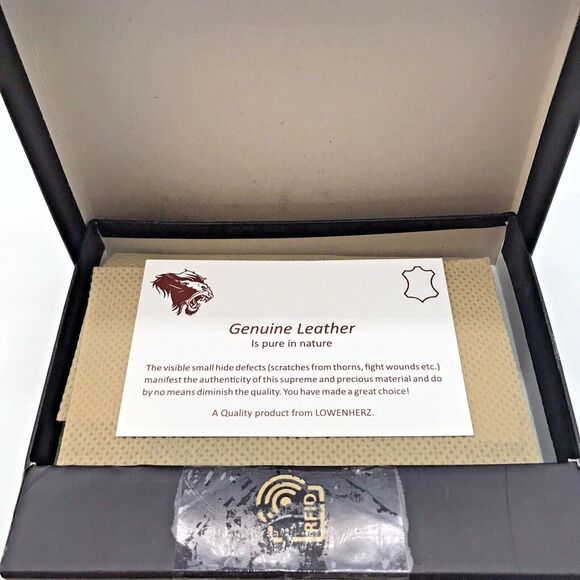 Genuine Leather
Is pure in nature
The visible small hide defects (scratches from thorns, fight wounds etc.)
manifest the authenticity of this supreme and precious material and do
by no means diminish the quality. You have made a great choice!
A Quality product from LOWENHERZ.
RFID